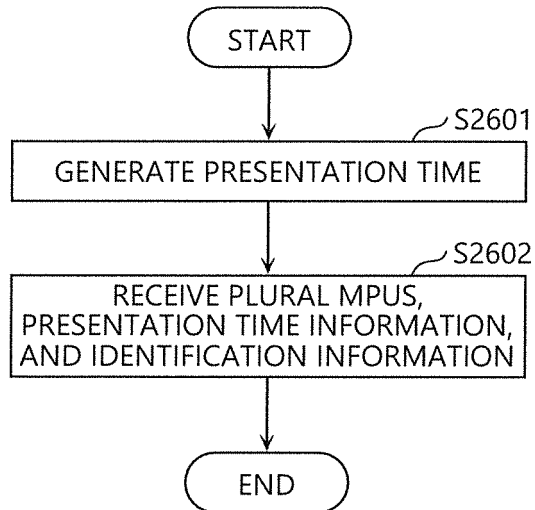 START
S2601
GENERATE PRESENTATION TIME
S2602
RECEIVE PLURAL MPUS,
PRESENTATION TIME INFORMATION,
AND IDENTIFICATION INFORMATION
END